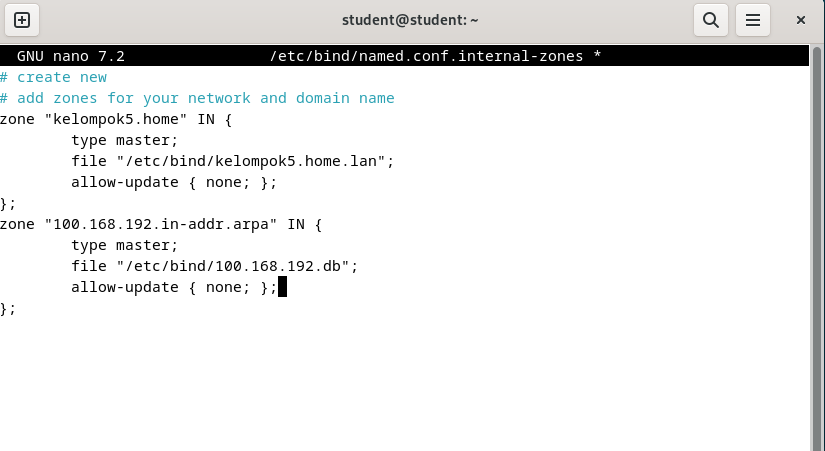 student@student: ~
GNU nano 7.2 /etc/bind/named.conf.internal-zones *
# create new
# add zones for your network and domain name
zone "kelompok5.home" IN {
        type master;
        file "/etc/bind/kelompok5.home.lan";
        allow-update { none; };
};
zone "100.168.192.in-addr.arpa" IN {
        type master;
        file "/etc/bind/100.168.192.db";
        allow-update { none; };
};